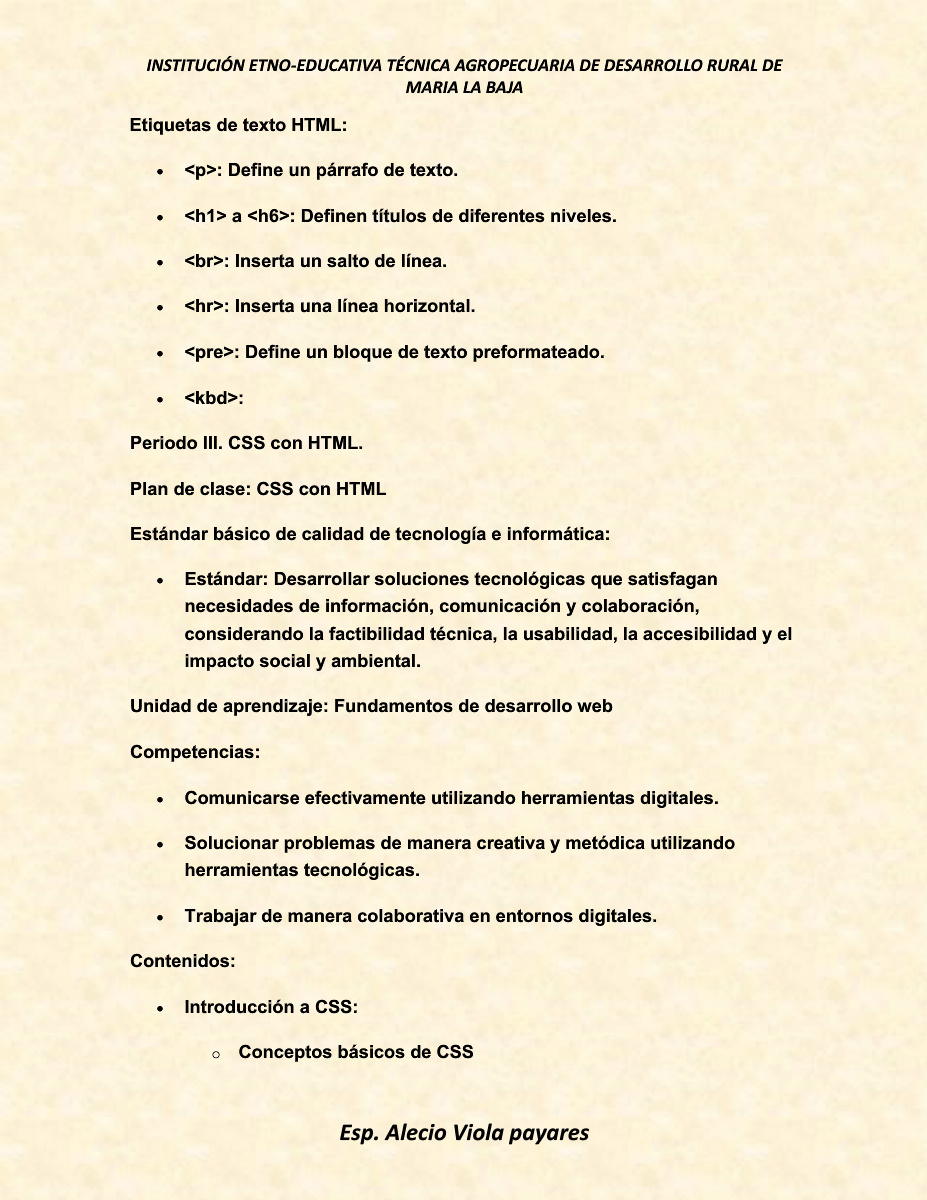 INSTITUCIÓN ETNO-EDUCATIVA TÉCNICA AGROPECUARIA DE DESARROLLO RURAL DE
MARIA LA BAJA
Etiquetas de texto HTML:
• <p>: Define un párrafo de texto.
• <h1> a <h6>: Definen títulos de diferentes niveles.
• <br>: Inserta un salto de línea.
• <hr>: Inserta una línea horizontal.
• <pre>: Define un bloque de texto preformateado.
• <kbd>:
Periodo III. CSS con HTML.
Plan de clase: CSS con HTML
Estándar básico de calidad de tecnología e informática:
• Estándar: Desarrollar soluciones tecnológicas que satisfagan
necesidades de información, comunicación y colaboración,
considerando la factibilidad técnica, la usabilidad, la accesibilidad y el
impacto social y ambiental.
Unidad de aprendizaje: Fundamentos de desarrollo web
Competencias:
• Comunicarse efectivamente utilizando herramientas digitales.
• Solucionar problemas de manera creativa y metódica utilizando
herramientas tecnológicas.
• Trabajar de manera colaborativa en entornos digitales.
Contenidos:
• Introducción a CSS:
○ Conceptos básicos de CSS
Esp. Alecio Viola payares